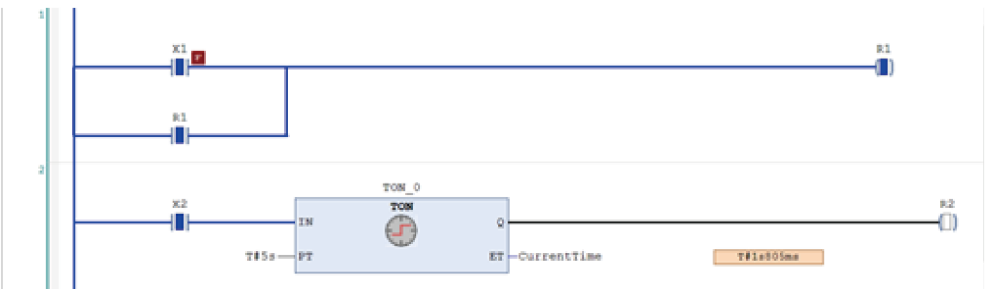 1
X1
F
R1
R1
2
TON_0
X2
TON
R2
IN
Q
T#5s
PT
ET
CurrentTime
T#1s805ms